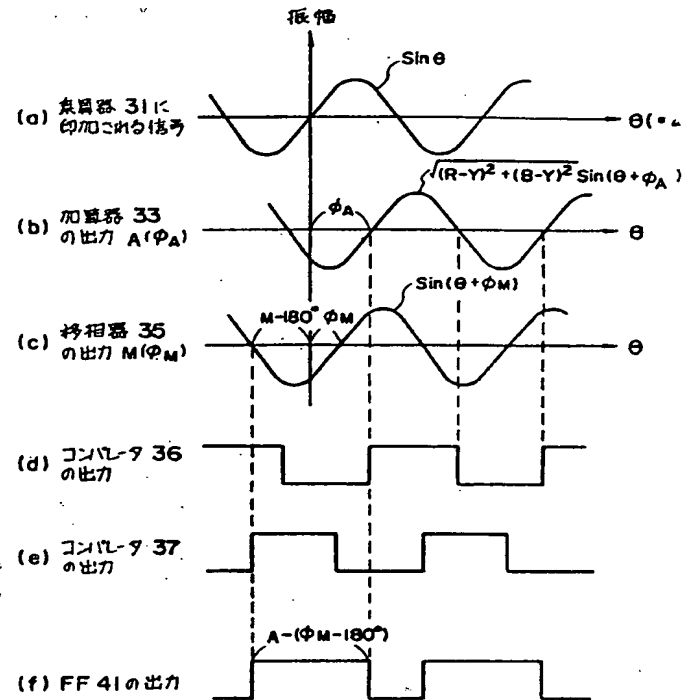 振幅
Sinθ
(a) 乗算器 31に
印加される信号
θ(
√(R-Y)²+(B-Y)² Sin(θ+φA)
(b) 加算器 33
の出力 A(φA)
φA
θ
Sin(θ+φM)
M-180° φM
(c) 移相器 35
の出力 M(φM)
θ
(d) コンパレータ 36
の出力
(e) コンパレータ 37
の出力
A-(φM-180°)
(f) FF 41の出力